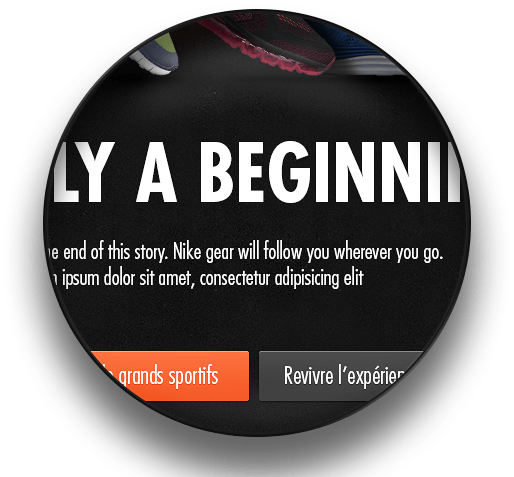 LY A BEGINNI
e end of this story. Nike gear will follow you wherever you go.
ipsum dolor sit amet, consectetur adipisicing elit
grands sportifs
Revivre l'expérien